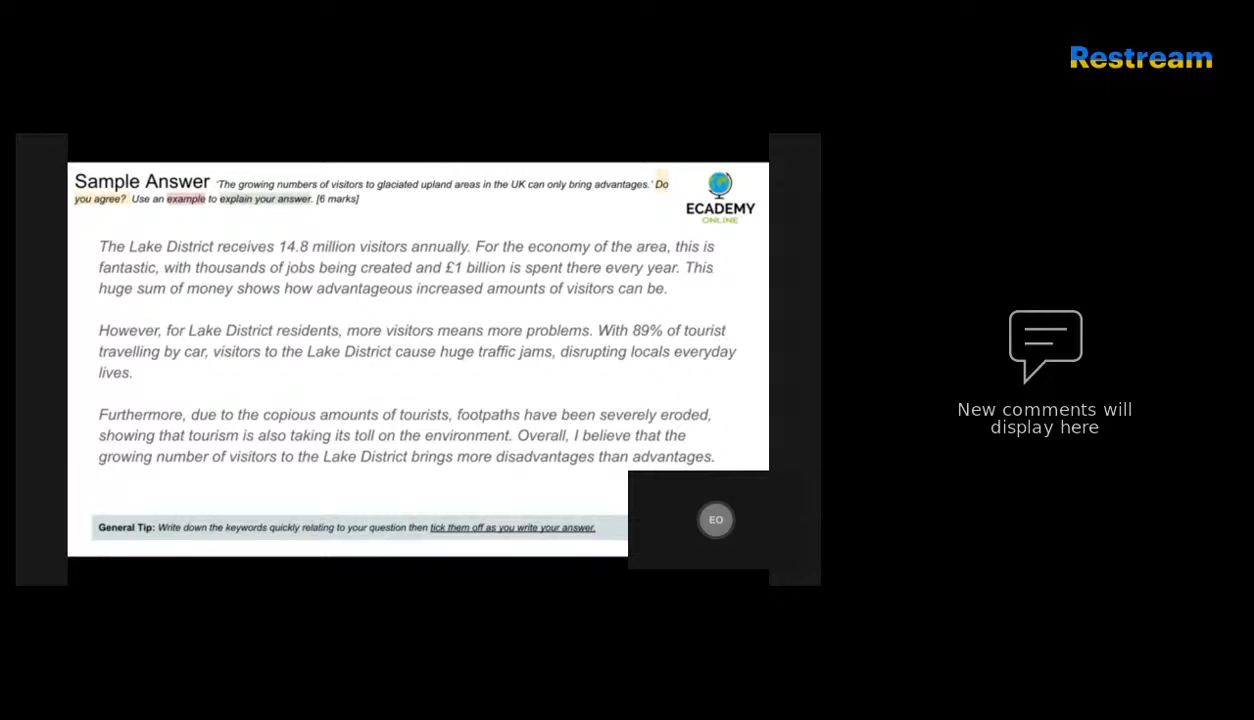 Restream
Sample Answer 'The growing numbers of visitors to glaciated upland areas in the UK can only bring advantages.' Do
you agree? Use an example to explain your answer. [6 marks]
ECADEMY
ONLINE
The Lake District receives 14.8 million visitors annually. For the economy of the area, this is
fantastic, with thousands of jobs being created and £1 billion is spent there every year. This
huge sum of money shows how advantageous increased amounts of visitors can be.
However, for Lake District residents, more visitors means more problems. With 89% of tourist
travelling by car, visitors to the Lake District cause huge traffic jams, disrupting locals everyday
lives.
Furthermore, due to the copious amounts of tourists, footpaths have been severely eroded,
showing that tourism is also taking its toll on the environment. Overall, I believe that the
growing number of visitors to the Lake District brings more disadvantages than advantages.
General Tip: Write down the keywords quickly relating to your question then tick them off as you write your answer.
EO
New comments will
display here